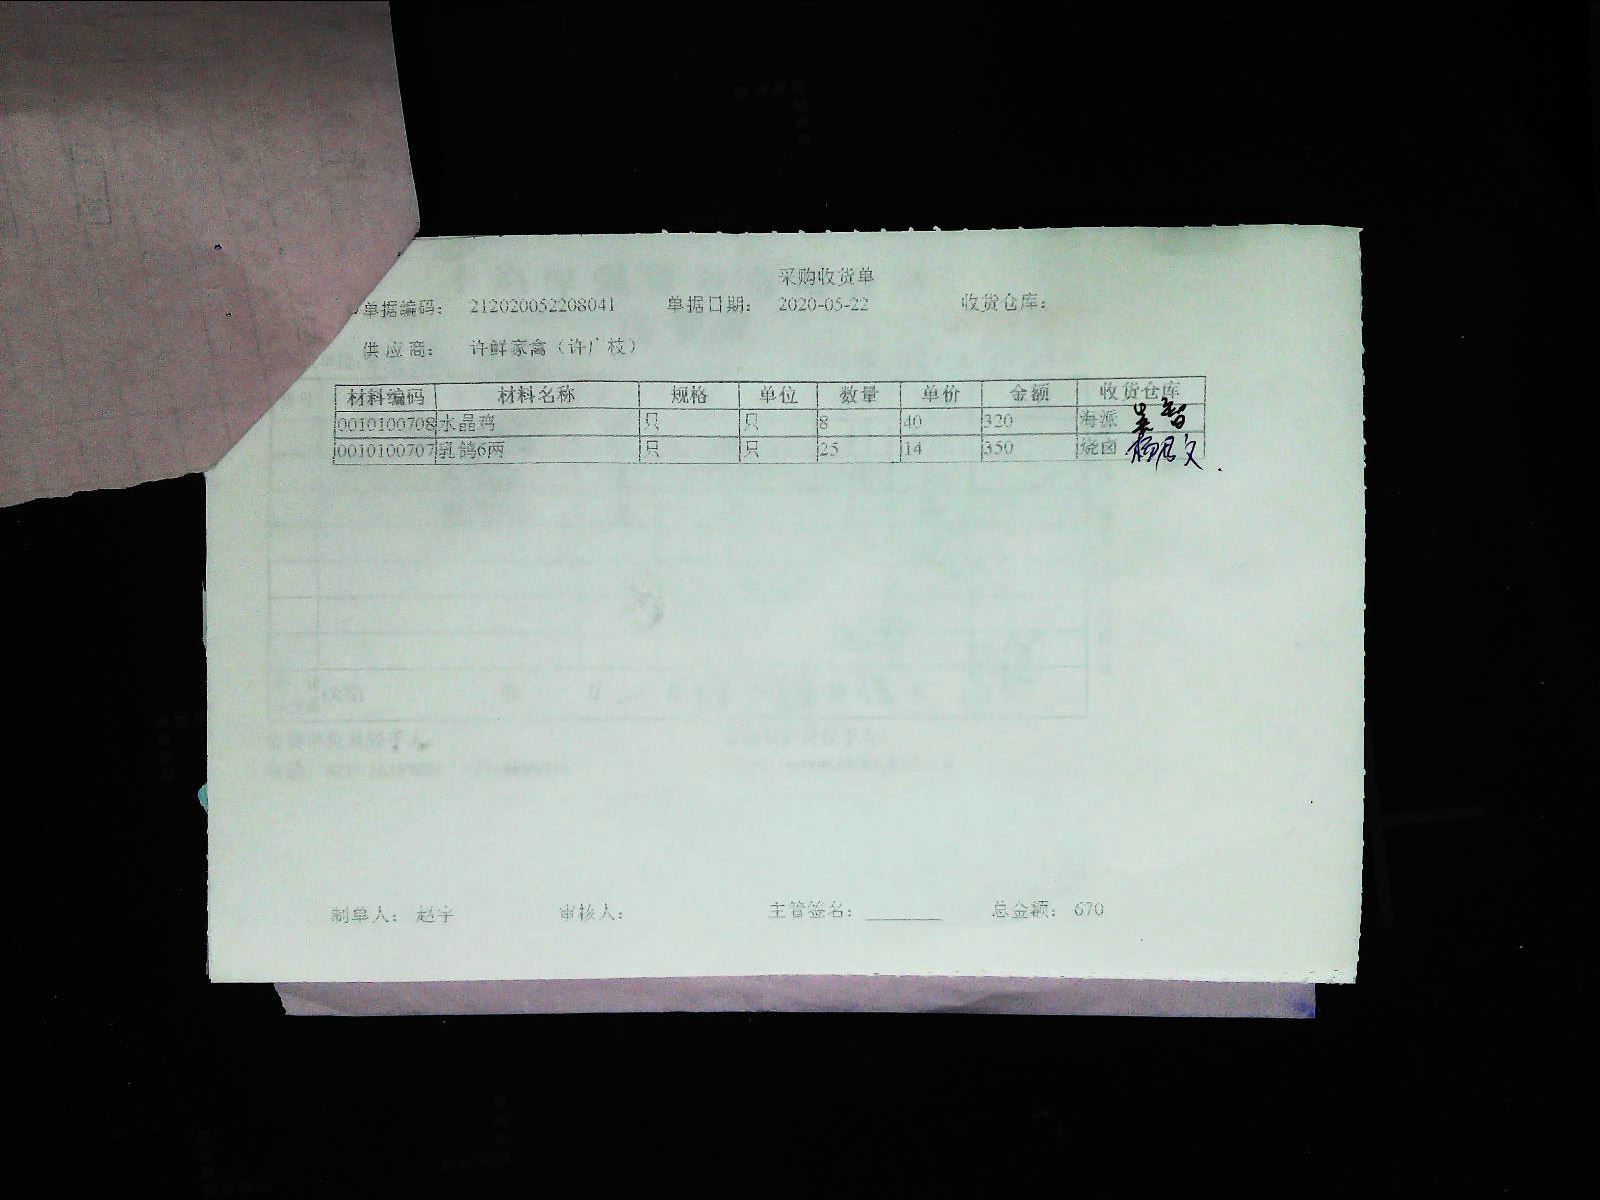 采购收货单
单据编码： 212020052208041 单据日期： 2020-05-22 收货仓库：
供应商： 许鲜家禽（许广枝）
材料编码 材料名称 规格 单位 数量 单价 金额 收货仓库
0010100708 水晶鸡 只 只 8 40 320 海派
0010100707 乳鸽6两 只 只 25 14 350 烧卤
制单人： 赵宇 审核人： 主管签名： 总金额： 670